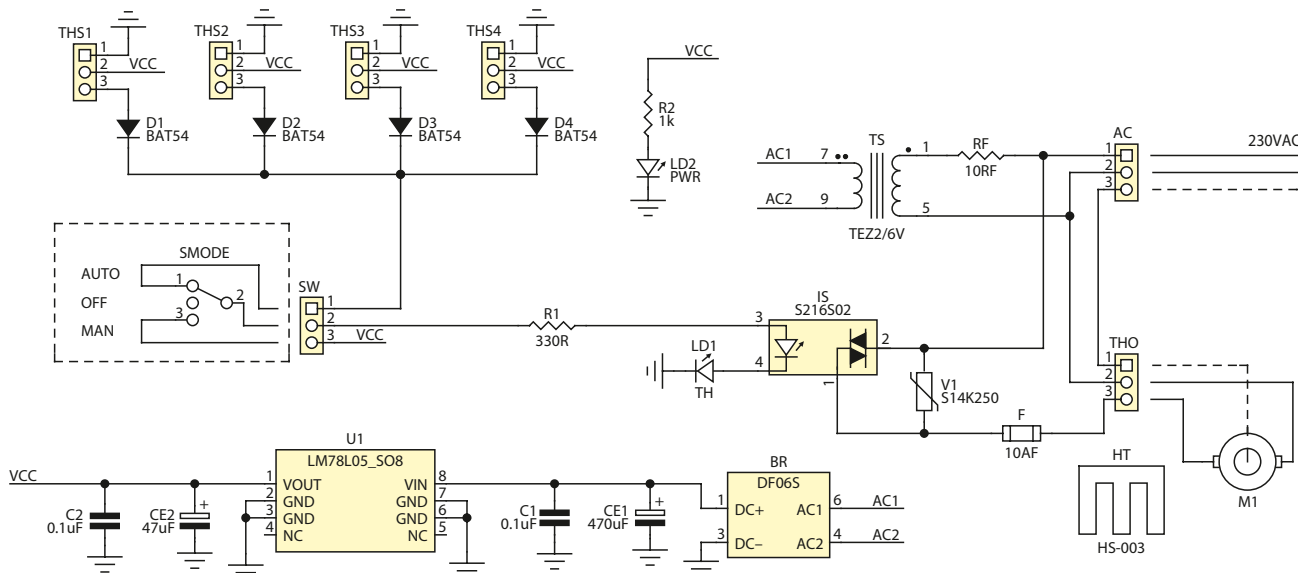 THS1
1
2
3
VCC
D1
BAT54
THS2
1
2
3
VCC
D2
BAT54
THS3
1
2
3
VCC
D3
BAT54
THS4
1
2
3
VCC
D4
BAT54
VCC
R2
1k
LD2
PWR
AC1
7
AC2
9
TS
1
5
TEZ2/6V
RF
10RF
AC
1
2
3
230VAC
SMODE
AUTO
OFF
MAN
1
2
3
SW
1
2
3
VCC
R1
330R
LD1
TH
IS
S216S02
3
4
2
1
V1
S14K250
F
10AF
THO
1
2
3
M1
HT
HS-003
VCC
C2
0.1uF
CE2
47uF
+
U1
LM78L05_SO8
1
VOUT
2
GND
3
GND
4
NC
VIN
8
GND
7
GND
6
NC
5
C1
0.1uF
CE1
470uF
+
BR
DF06S
1
DC+
3
DC–
AC1
6
AC1
AC2
4
AC2